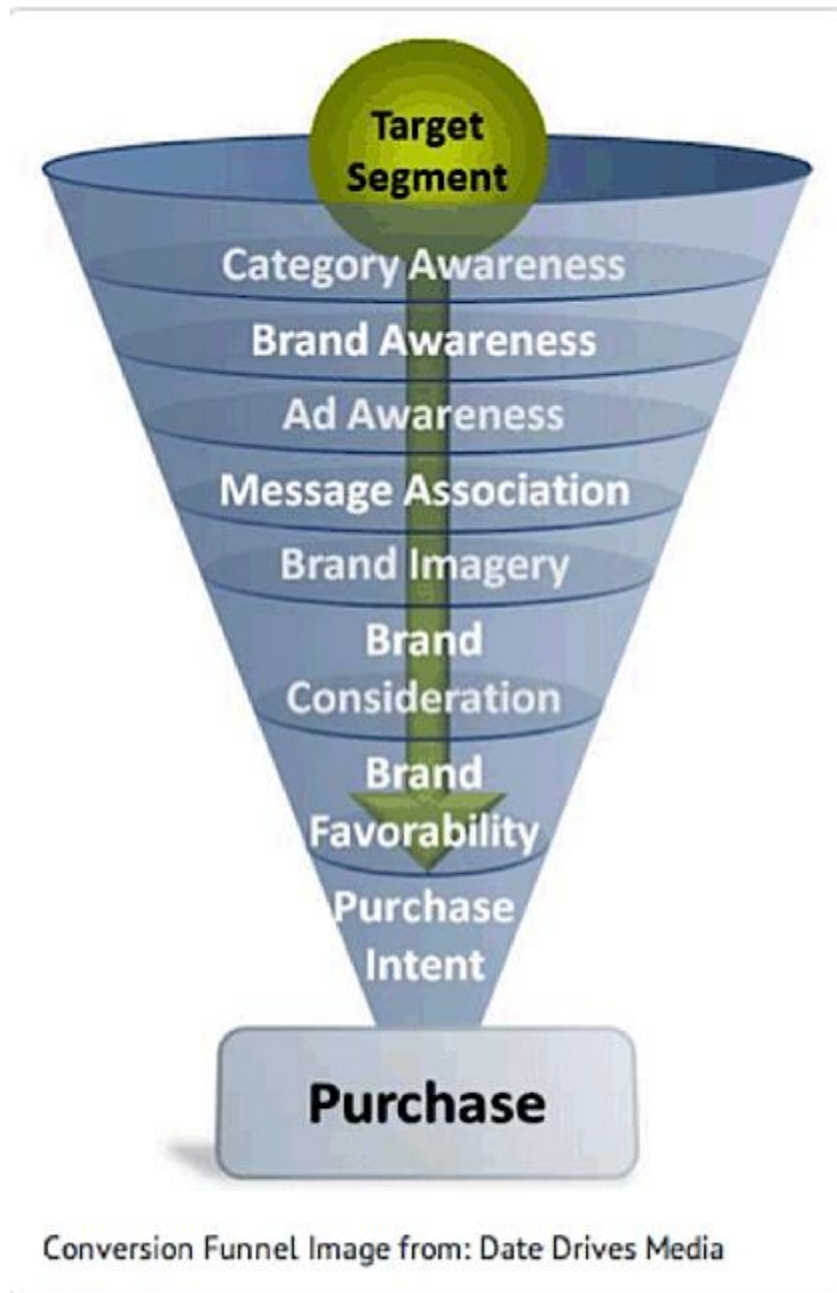 Target
Segment
Category Awareness
Brand Awareness
Ad Awareness
Message Association
Brand Imagery
Brand
Consideration
Brand
Favorability
Purchase
Intent
Purchase
Conversion Funnel Image from: Date Drives Media